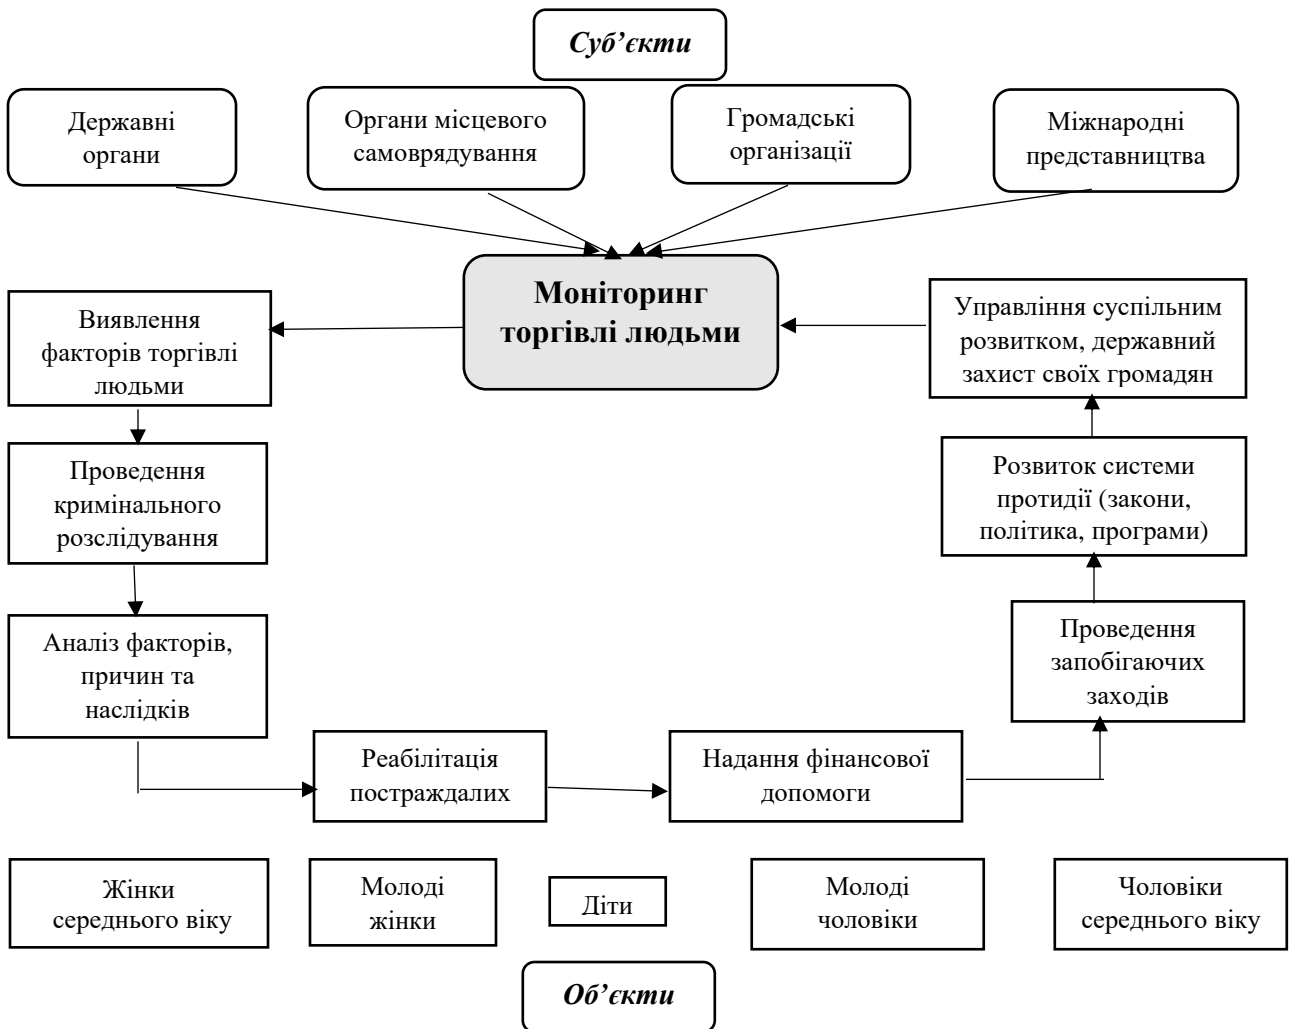 Суб’єкти
Державні
органи
Органи місцевого
самоврядування
Громадські
організації
Міжнародні
представництва
Моніторинг
торгівлі людьми
Виявлення
факторів торгівлі
людьми
Управління суспільним
розвитком, державний
захист своїх громадян
Проведення
кримінального
розслідування
Розвиток системи
протидії (закони,
політика, програми)
Аналіз факторів,
причин та
наслідків
Проведення
запобігаючих
заходів
Реабілітація
постраждалих
Надання фінансової
допомоги
Жінки
середнього віку
Молоді
жінки
Діти
Молоді
чоловіки
Чоловіки
середнього віку
Об’єкти